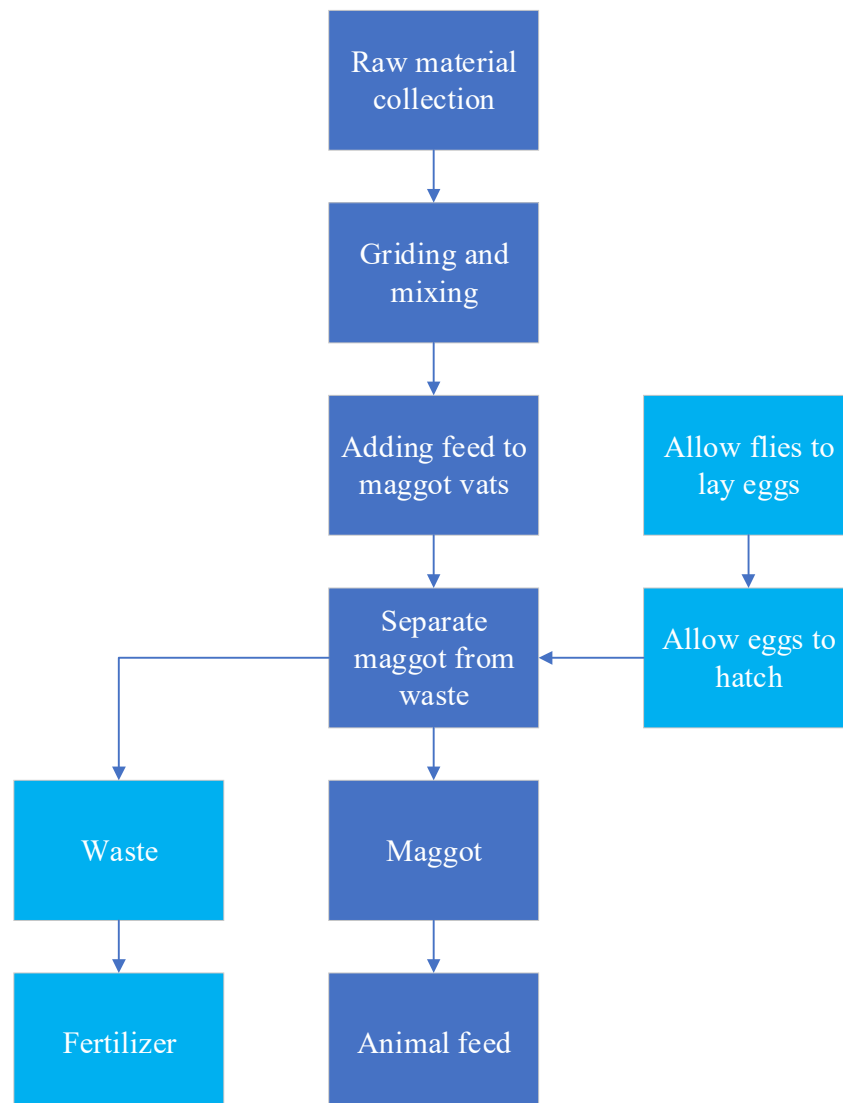 Raw material
collection
Griding and
mixing
Adding feed to
maggot vats
Allow flies to
lay eggs
Separate
maggot from
waste
Allow eggs to
hatch
Waste
Maggot
Fertilizer
Animal feed